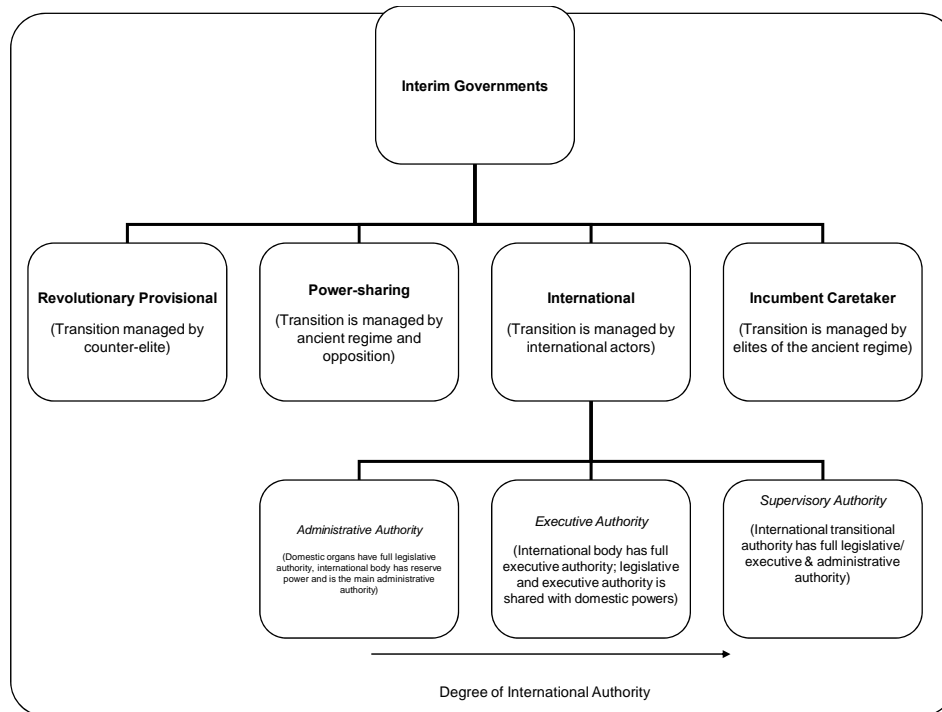 Interim Governments
Revolutionary Provisional
(Transition managed by
counter-elite)
Power-sharing
(Transition is managed by
ancient regime and
opposition)
International
(Transition is managed by
international actors)
Incumbent Caretaker
(Transition is managed by
elites of the ancient regime)
Administrative Authority
(Domestic organs have full legislative
authority, international body has reserve
power and is the main administrative
authority)
Executive Authority
(International body has full
executive authority; legislative
and executive authority is
shared with domestic powers)
Supervisory Authority
(International transitional
authority has full legislative/
executive & administrative
authority)
Degree of International Authority